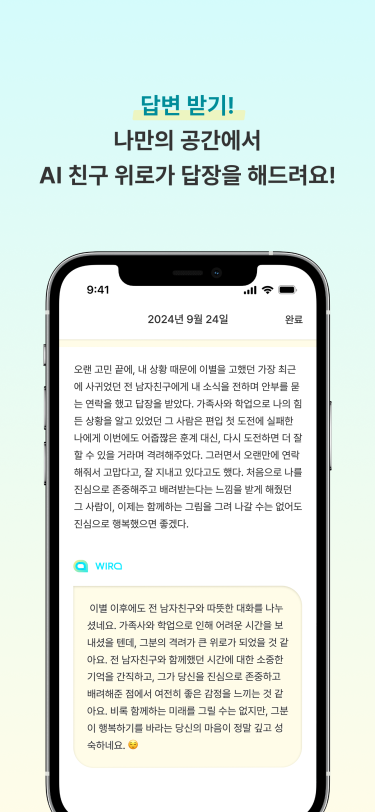 답변 받기!
나만의 공간에서
AI 친구 위로가 답장을 해드려요!
9:41
2024년 9월 24일
완료
오랜 고민 끝에, 내 상황 때문에 이별을 고했던 가장 최근
에 사귀었던 전 남자친구에게 내 소식을 전하며 안부를 묻
는 연락을 했고 답장을 받았다. 가족사와 학업으로 나의 힘
든 상황을 알고 있었던 그 사람은 편입 첫 도전에 실패한
나에게 이번에도 어줍잖은 훈계 대신, 다시 도전하면 더 잘
할 수 있을 거라며 격려해주었다. 그러면서 오랜만에 연락
해줘서 고맙다고, 잘 지내고 있다고도 했다. 처음으로 나를
진심으로 존중해주고 배려받는다는 느낌을 받게 해줬던
그 사람이, 이제는 함께하는 그림을 그려 나갈 수는 없어도
진심으로 행복했으면 좋겠다.
WIRO
이별 이후에도 전 남자친구와 따뜻한 대화를 나누
셨네요. 가족사와 학업으로 인해 어려운 시간을 보
내셨을 텐데, 그분의 격려가 큰 위로가 되었을 것 같
아요. 전 남자친구와 함께했던 시간에 대한 소중한
기억을 간직하고, 그가 당신을 진심으로 존중하고
배려해준 점에서 여전히 좋은 감정을 느끼는 것 같
아요. 비록 함께하는 미래를 그릴 수는 없지만, 그분
이 행복하기를 바라는 당신의 마음이 정말 깊고 성
숙하네요. 😌